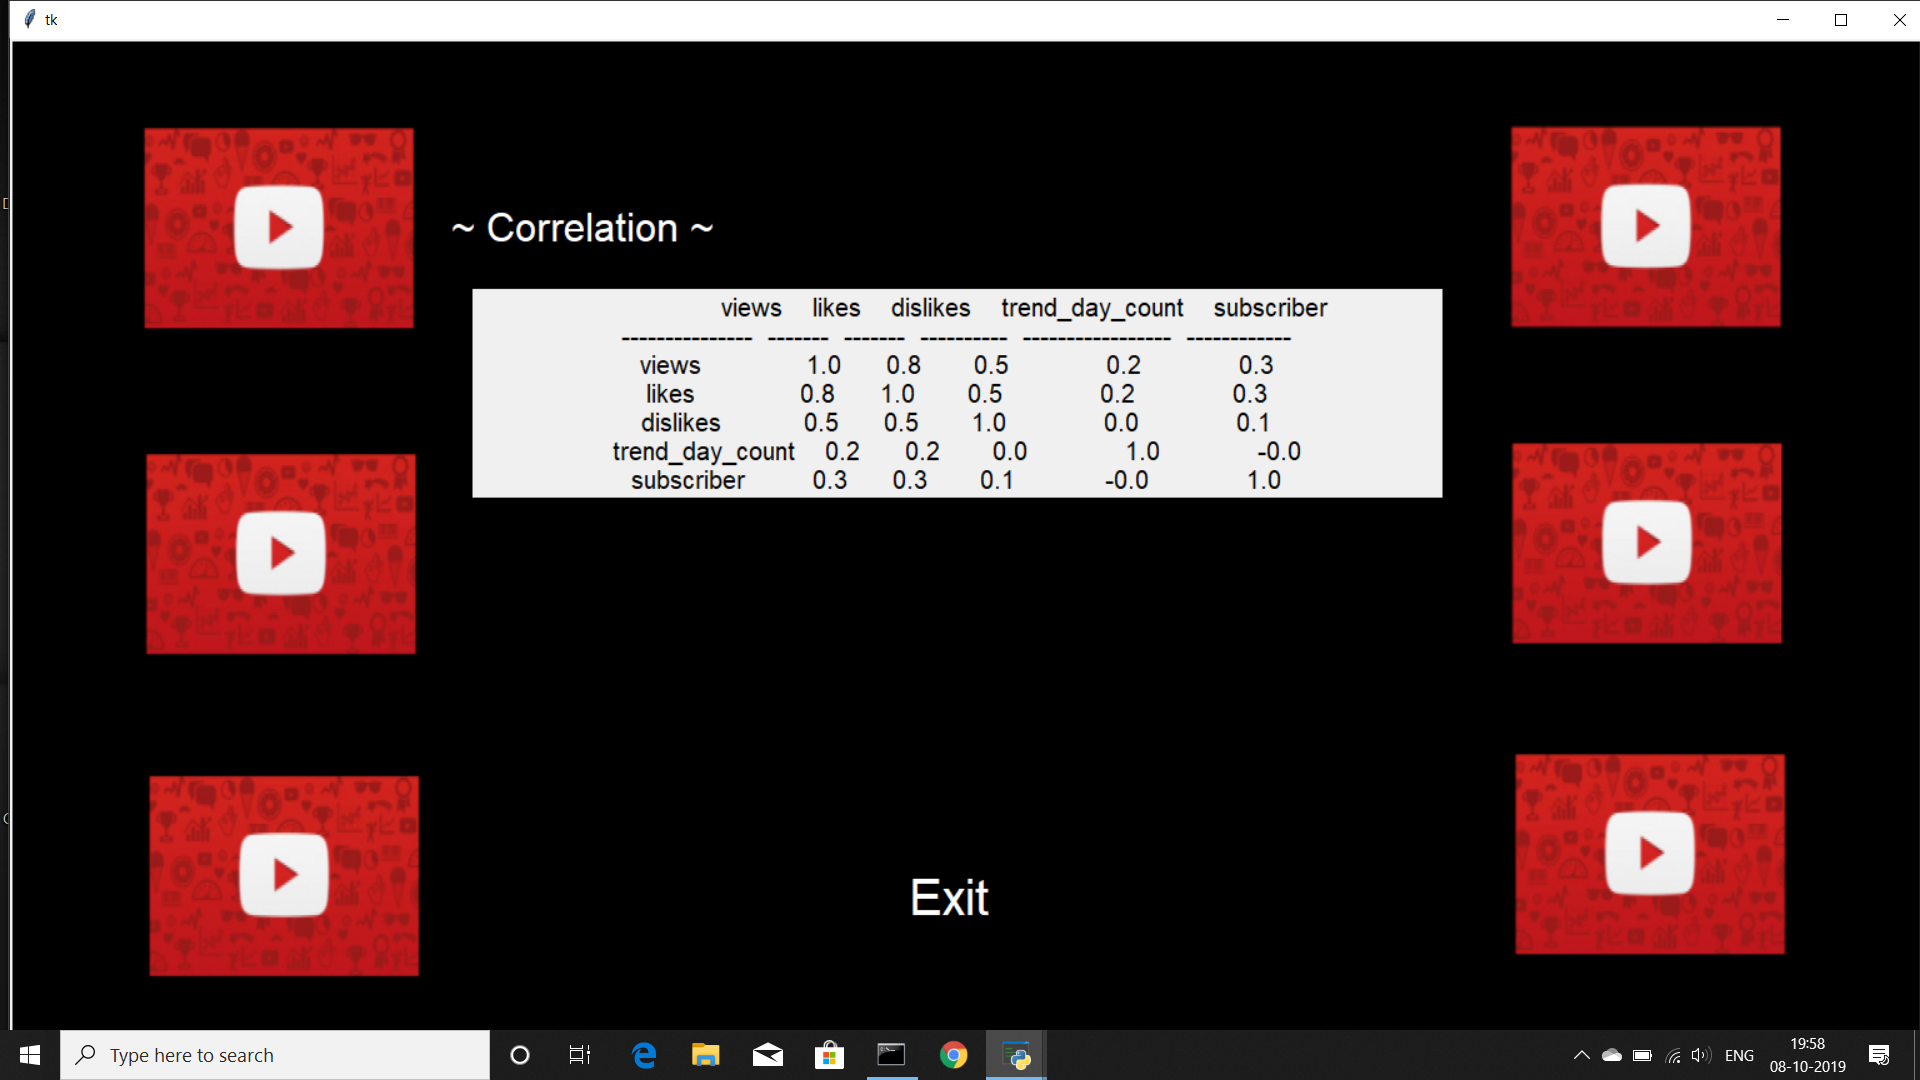 tk
~ Correlation ~
views likes dislikes trend_day_count subscriber
--------------- ------- ------- ---------- ----------------- ------------
views 1.0 0.8 0.5 0.2 0.3
likes 0.8 1.0 0.5 0.2 0.3
dislikes 0.5 0.5 1.0 0.0 0.1
trend_day_count 0.2 0.2 0.0 1.0 -0.0
subscriber 0.3 0.3 0.1 -0.0 1.0
Exit
Type here to search
ENG
19:58
08-10-2019